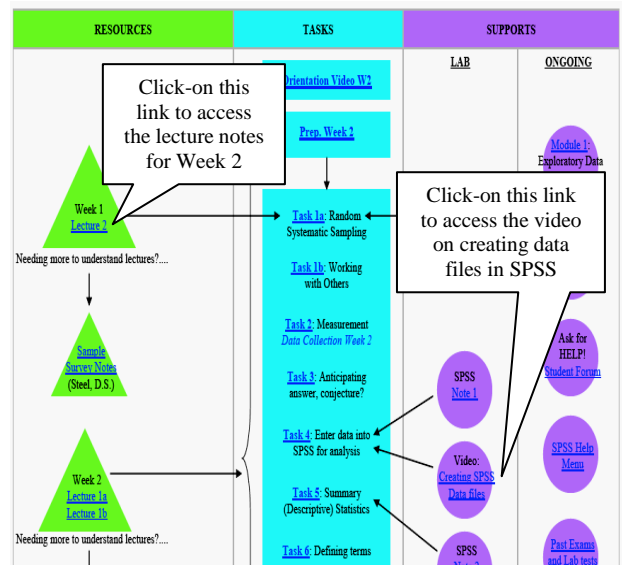 RESOURCES
TASKS
SUPPORTS
LAB
ONGOING
Click-on this
link to access
the lecture notes
for Week 2
Orientation Video W2
Prep. Week 2
Module 1:
Exploratory Data
Click-on this link
to access the video
on creating data
files in SPSS
Week 1
Lecture 2
Needing more to understand lectures?....
Sample
Survey Notes
(Steel, D.S.)
Week 2
Lecture 1a
Lecture 1b
Needing more to understand lectures?....
Task 1a: Random
Systematic Sampling
Task 1b: Working
with Others
Task 2: Measurement
Data Collection Week 2
Task 3: Anticipating
answer, conjecture?
Task 4: Enter data into
SPSS for analysis
Task 5: Summary
(Descriptive) Statistics
Task 6: Defining terms
SPSS
Note 1
Video:
Creating SPSS
Data files
SPSS
Note 2
Ask for
HELP!
Student Forum
SPSS Help
Menu
Past Exams
and Lab tests